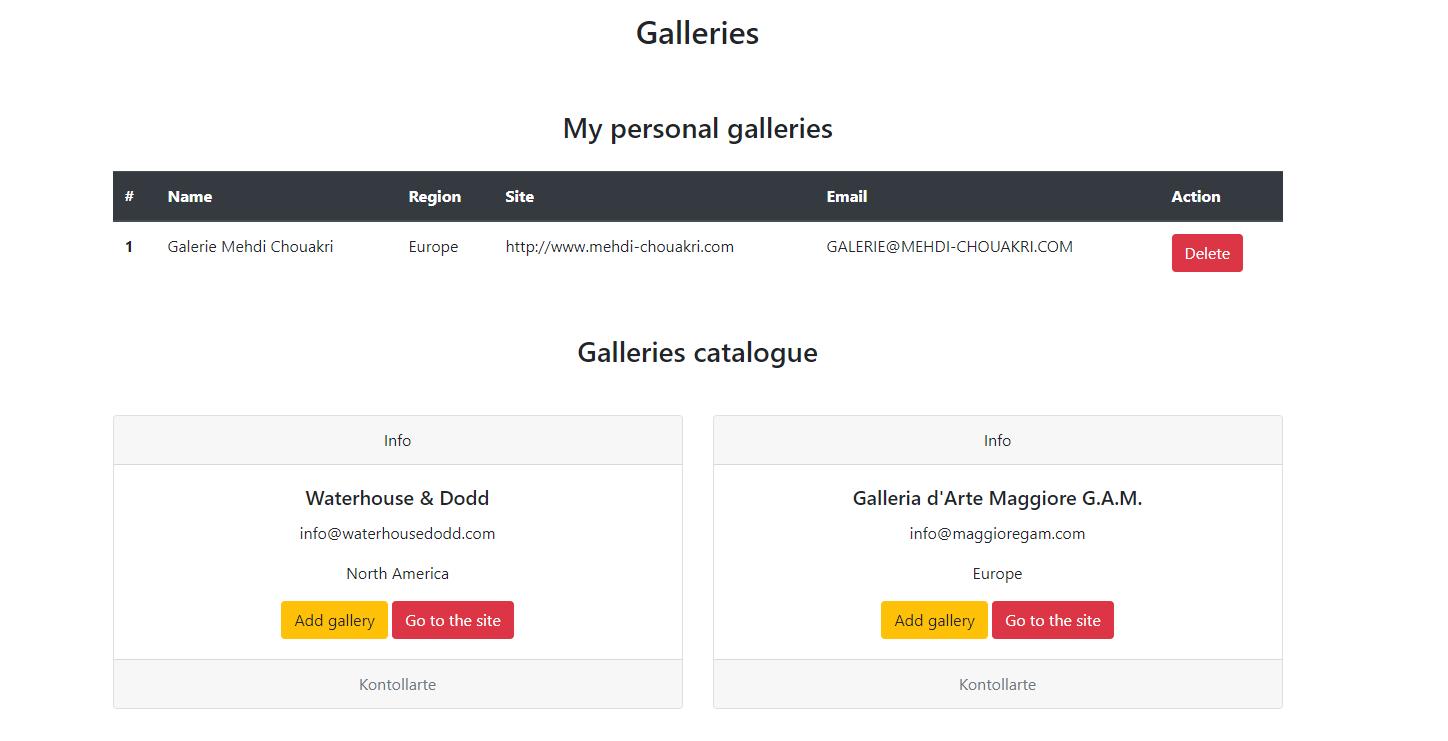 Galleries
My personal galleries
# Name Region Site Email Action
1 Galerie Mehdi Chouakri Europe http://www.mehdi-chouakri.com GALERIE@MEHDI-CHOUAKRI.COM Delete
Galleries catalogue
Info
Waterhouse & Dodd
info@waterhousedodd.com
North America
Add gallery Go to the site
Kontollarte
Info
Galleria d'Arte Maggiore G.A.M.
info@maggioregam.com
Europe
Add gallery Go to the site
Kontollarte